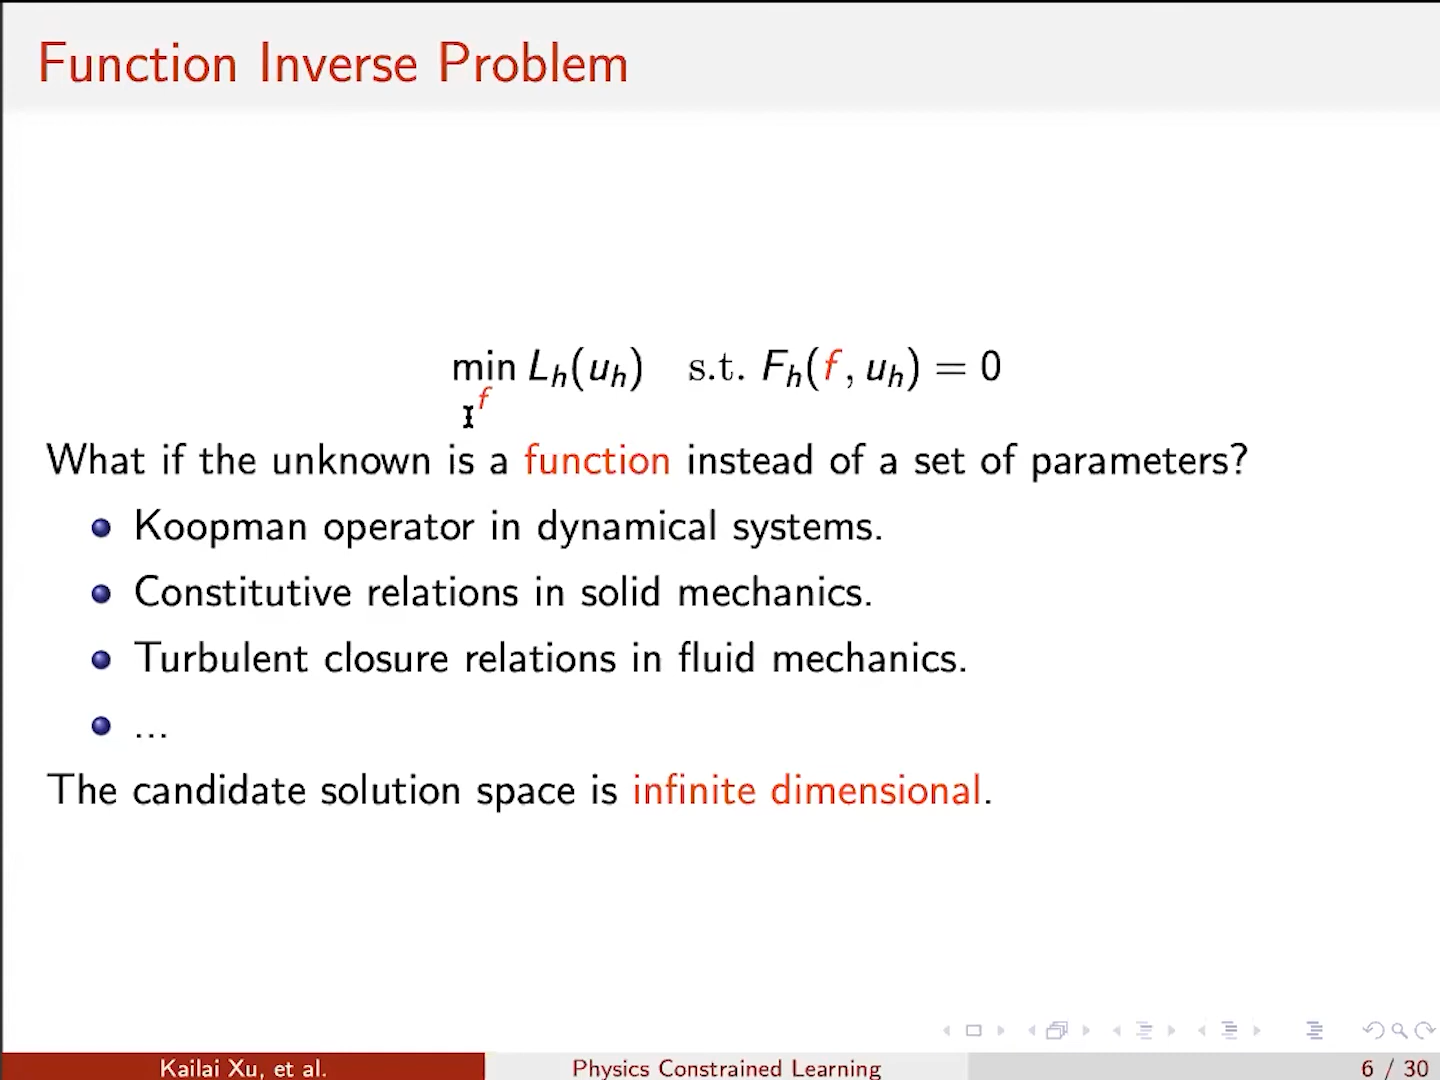 Function Inverse Problem
min L_h(u_h) s.t. F_h(f, u_h) = 0
f
What if the unknown is a function instead of a set of parameters?
Koopman operator in dynamical systems.
Constitutive relations in solid mechanics.
Turbulent closure relations in fluid mechanics.
...
The candidate solution space is infinite dimensional.
Kailai Xu, et al. Physics Constrained Learning 6 / 30